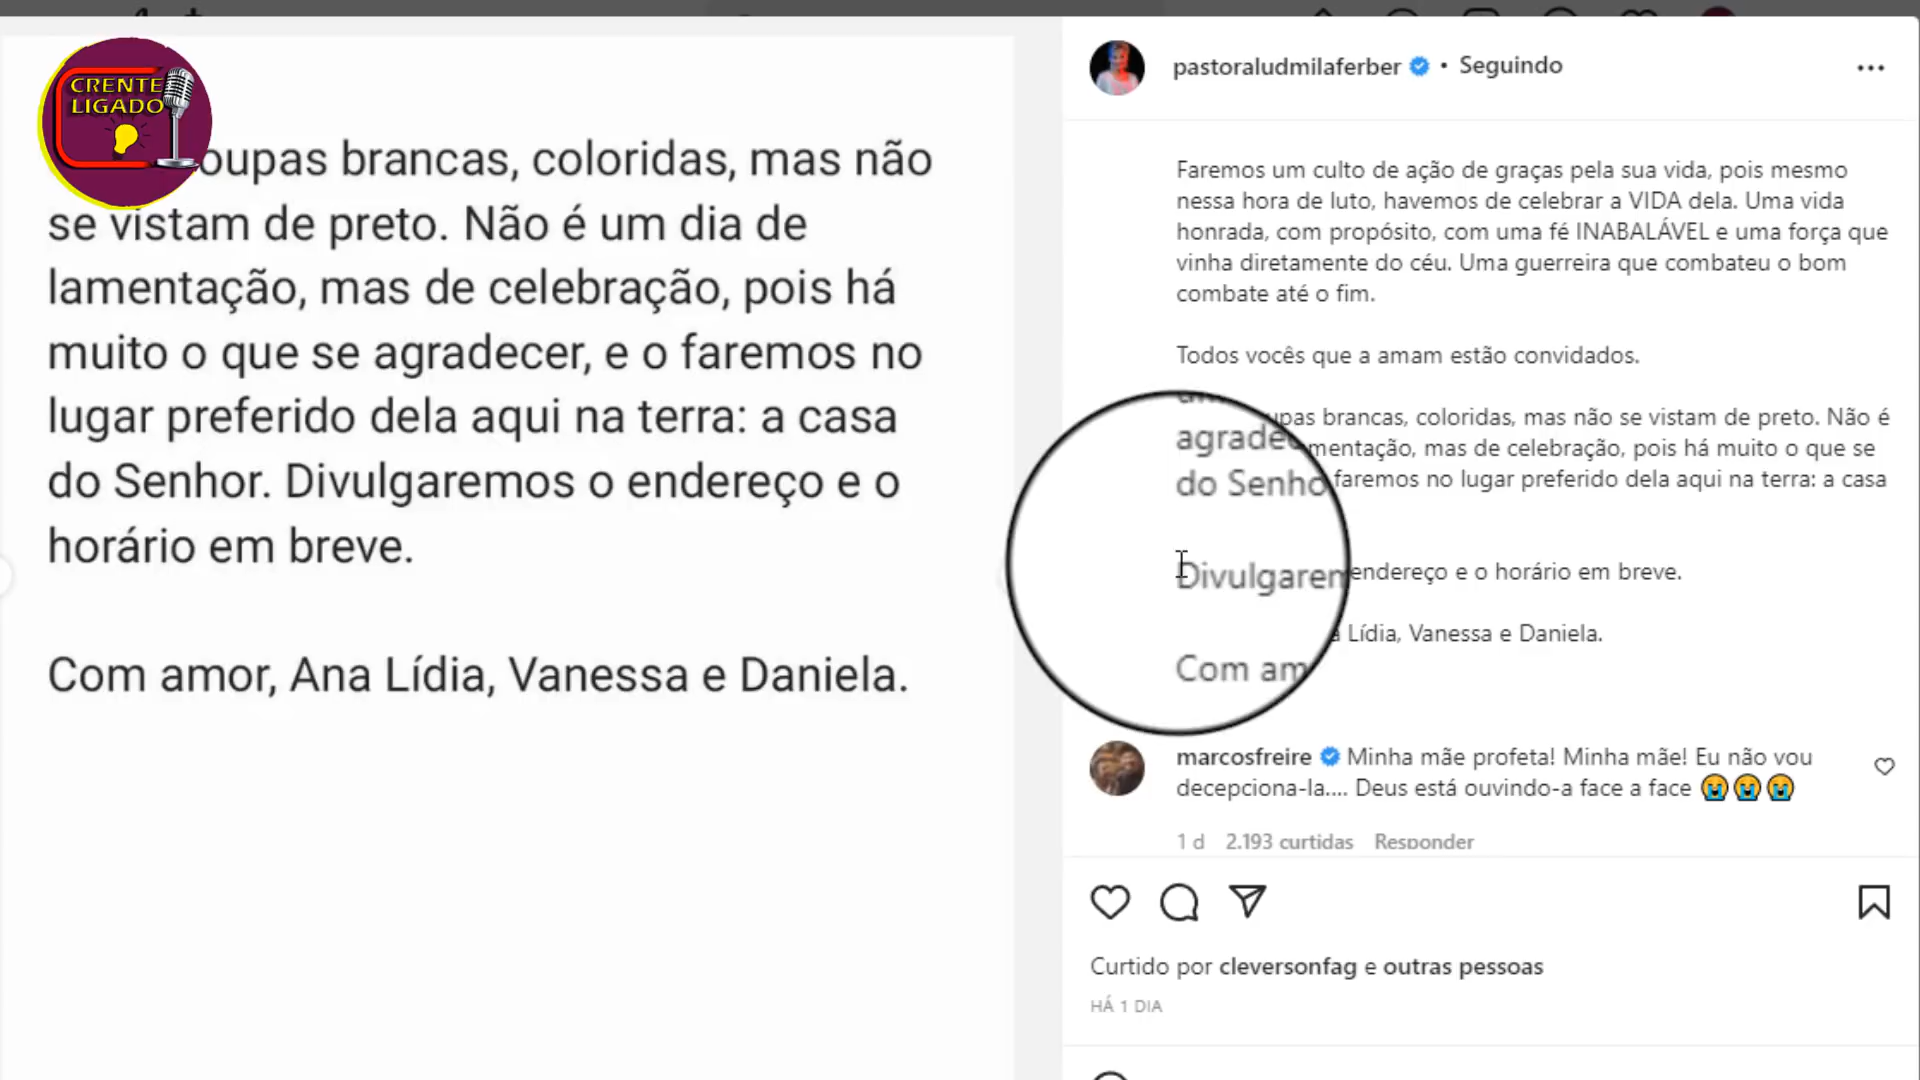 CRENTE
LIGADO
oupas brancas, coloridas, mas não
se vistam de preto. Não é um dia de
lamentação, mas de celebração, pois há
muito o que se agradecer, e o faremos no
lugar preferido dela aqui na terra: a casa
do Senhor. Divulgaremos o endereço e o
horário em breve.
Com amor, Ana Lídia, Vanessa e Daniela.
pastoraludmilaferber • Seguindo
Faremos um culto de ação de graças pela sua vida, pois mesmo
nessa hora de luto, havemos de celebrar a VIDA dela. Uma vida
honrada, com propósito, com uma fé INABALÁVEL e uma força que
vinha diretamente do céu. Uma guerreira que combateu o bom
combate até o fim.
Todos vocês que a amam estão convidados.
upas brancas, coloridas, mas não se vistam de preto. Não é
agradec mentação, mas de celebração, pois há muito o que se
do Senho faremos no lugar preferido dela aqui na terra: a casa
Divulgarem endereço e o horário em breve.
a Lídia, Vanessa e Daniela.
Com am
marcosfreire Minha mãe profeta! Minha mãe! Eu não vou
decepciona-la.... Deus está ouvindo-a face a face 😭😭😭
1 d 2.193 curtidas Responder
Curtido por cleversonfag e outras pessoas
HÁ 1 DIA